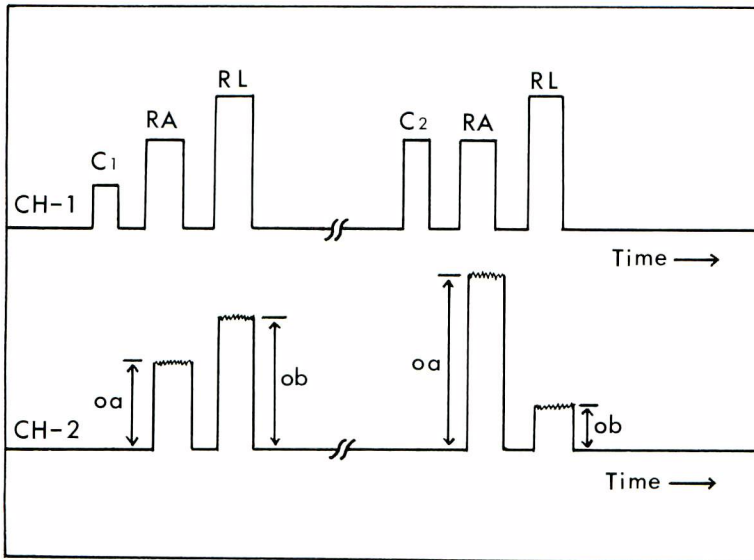 RL RL
RA C2 RA
C1
CH-1
Time →
oa ob oa
ob
CH-2
Time →